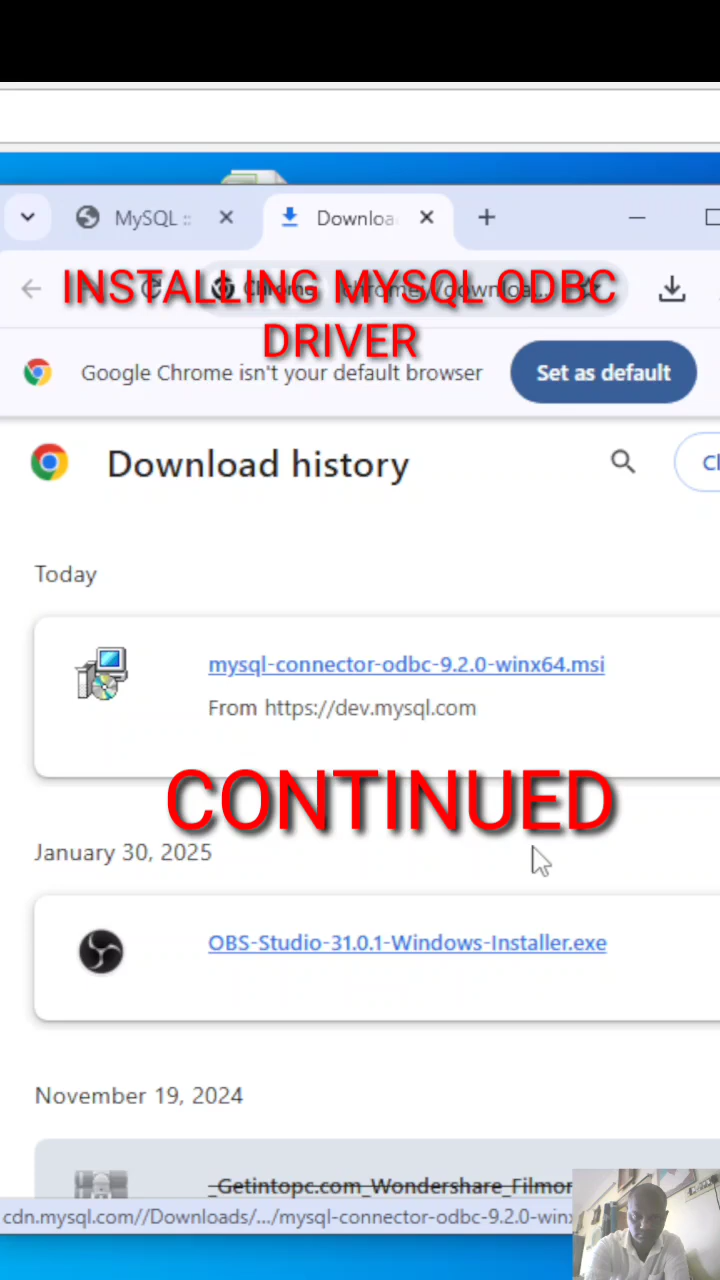 MySQL ::
Downloa
INSTALLING MYSQL ODBC
DRIVER
Google Chrome isn't your default browser
Set as default
Download history
Cl
Today
mysql-connector-odbc-9.2.0-winx64.msi
From https://dev.mysql.com
CONTINUED
January 30, 2025
OBS-Studio-31.0.1-Windows-Installer.exe
November 19, 2024
_Getintopc.com_Wondershare_Filmor
cdn.mysql.com//Downloads/.../mysql-connector-odbc-9.2.0-winx